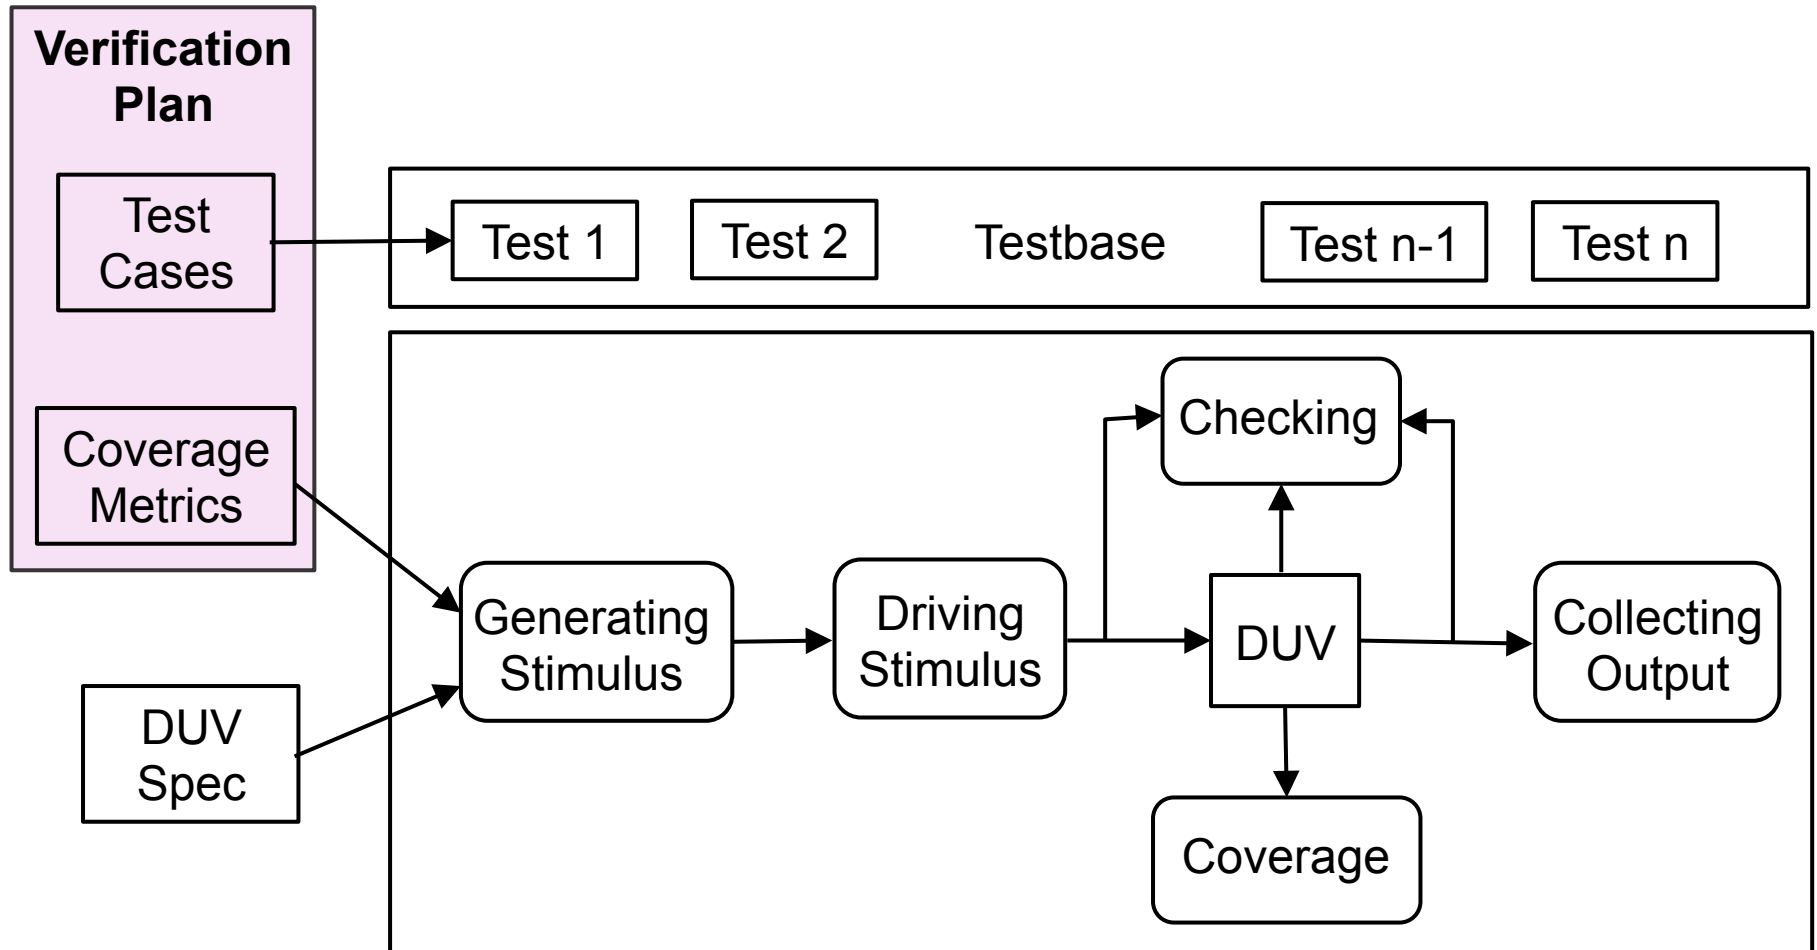 Verification
Plan
Test
Cases
Test 1
Test 2
Testbase
Test n-1
Test n
Coverage
Metrics
Checking
Generating
Stimulus
Driving
Stimulus
DUV
Collecting
Output
DUV
Spec
Coverage